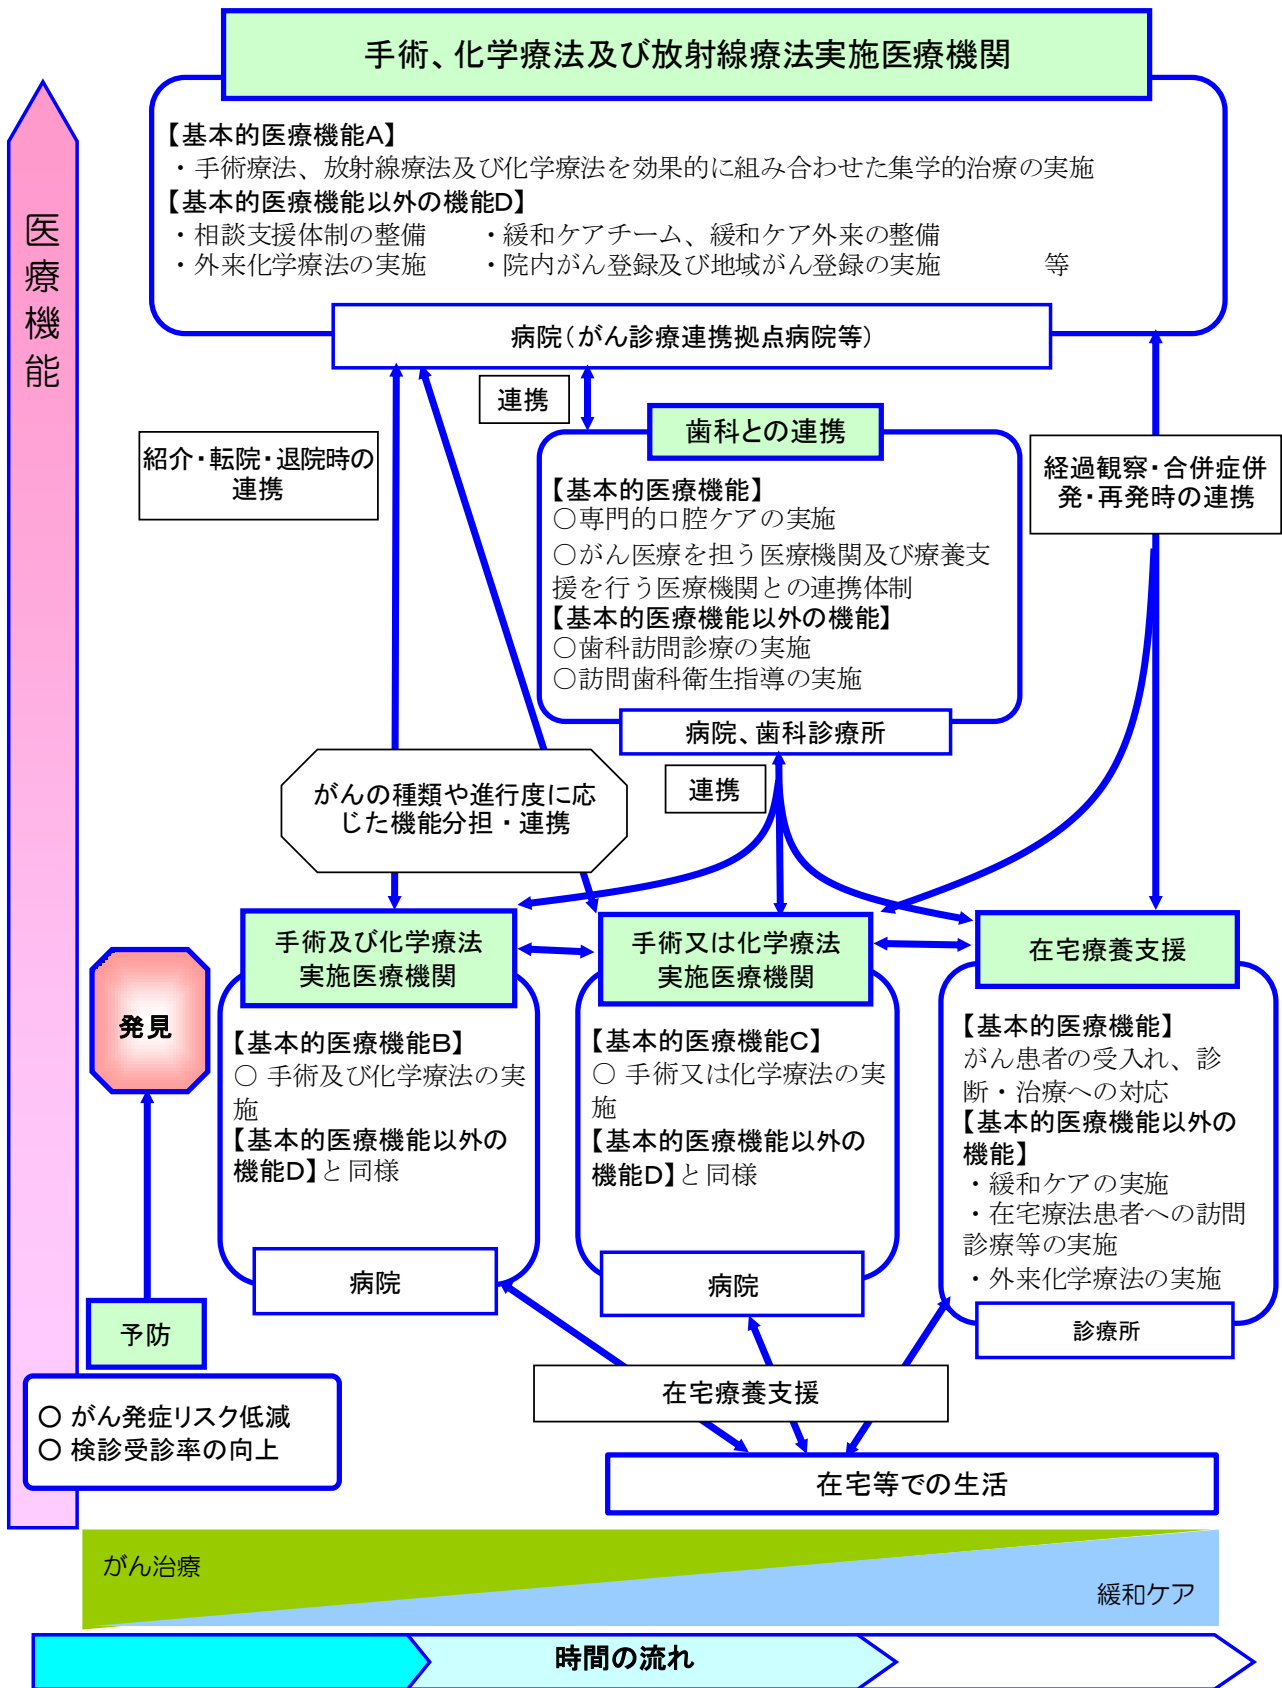 手術、化学療法及び放射線療法実施医療機関
【基本的医療機能A】
・手術療法、放射線療法及び化学療法を効果的に組み合わせた集学的治療の実施
【基本的医療機能以外の機能D】
・相談支援体制の整備　　・緩和ケアチーム、緩和ケア外来の整備
・外来化学療法の実施　　・院内がん登録及び地域がん登録の実施　　　　等
病院（がん診療連携拠点病院等）
医療機能
連携
紹介・転院・退院時の
連携
歯科との連携
【基本的医療機能】
○専門的口腔ケアの実施
○がん医療を担う医療機関及び療養支
援を行う医療機関との連携体制
【基本的医療機能以外の機能】
○歯科訪問診療の実施
○訪問歯科衛生指導の実施
病院、歯科診療所
経過観察・合併症併
発・再発時の連携
連携
がんの種類や進行度に応
じた機能分担・連携
手術及び化学療法
実施医療機関
【基本的医療機能B】
○ 手術及び化学療法の実
施
【基本的医療機能以外の
機能D】と同様
病院
手術又は化学療法
実施医療機関
【基本的医療機能C】
○ 手術又は化学療法の実
施
【基本的医療機能以外の
機能D】と同様
病院
在宅療養支援
【基本的医療機能】
がん患者の受入れ、診
断・治療への対応
【基本的医療機能以外の
機能】
・緩和ケアの実施
・在宅療法患者への訪問
診療等の実施
・外来化学療法の実施
診療所
発見
予防
○ がん発症リスク低減
○ 検診受診率の向上
在宅療養支援
在宅等での生活
がん治療
緩和ケア
時間の流れ